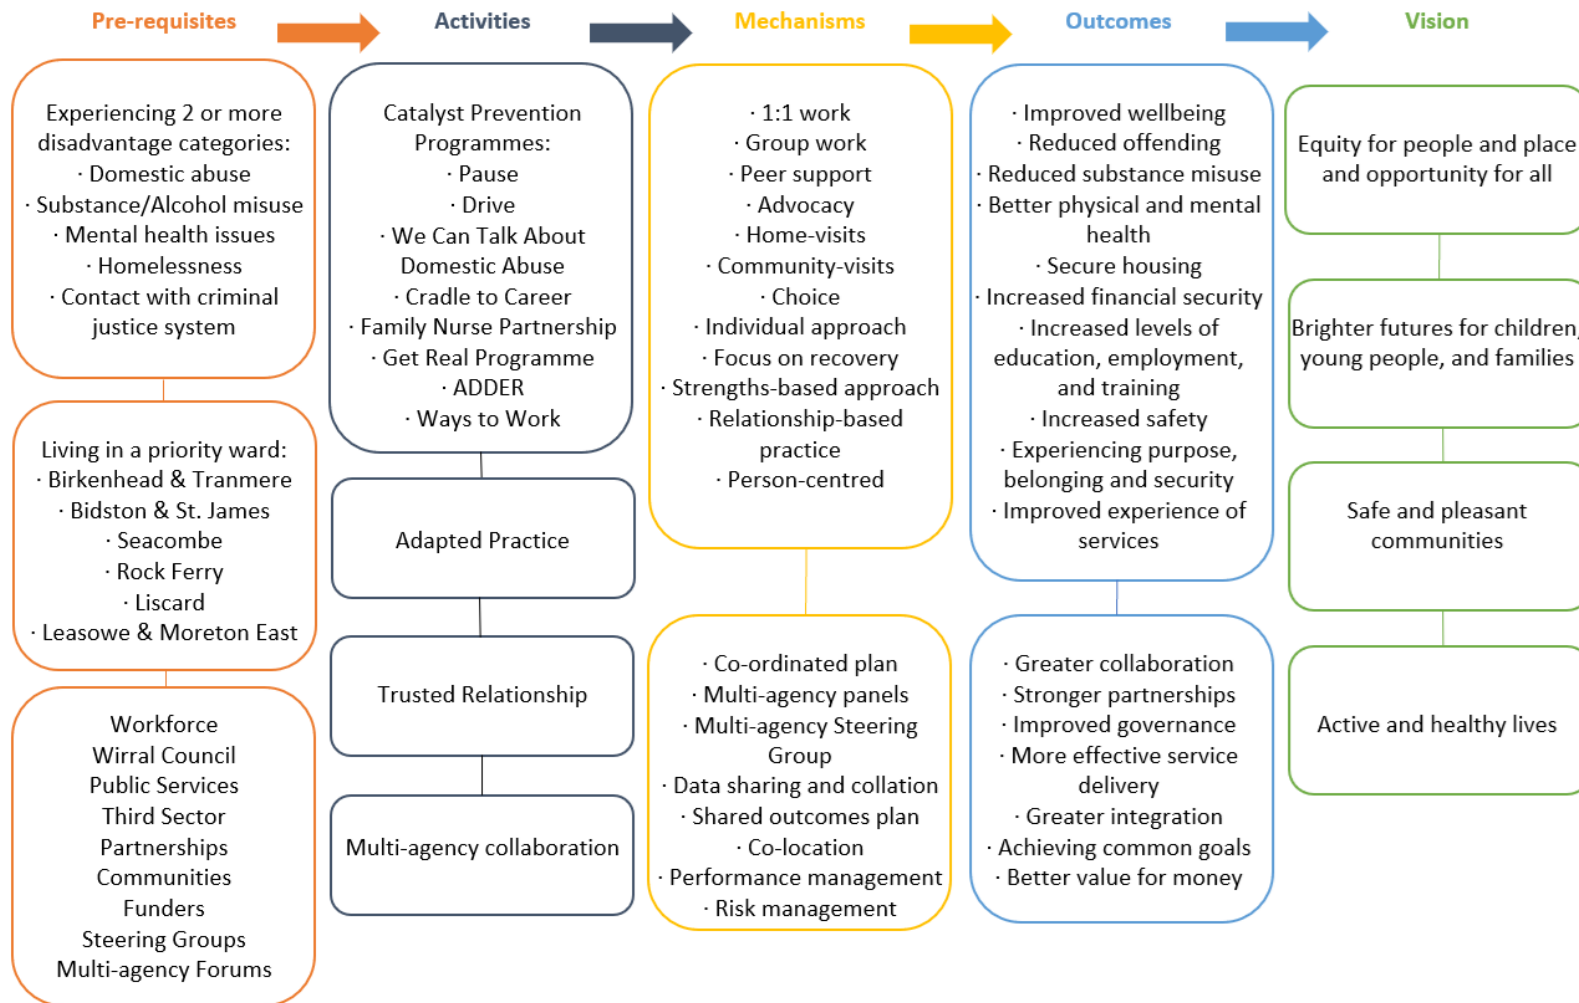 Pre-requisites
Activities
Mechanisms
Outcomes
Vision
Experiencing 2 or more
disadvantage categories:
· Domestic abuse
· Substance/Alcohol misuse
· Mental health issues
· Homelessness
· Contact with criminal
justice system
Living in a priority ward:
· Birkenhead & Tranmere
· Bidston & St. James
· Seacombe
· Rock Ferry
· Liscard
· Leasowe & Moreton East
Workforce
Wirral Council
Public Services
Third Sector
Partnerships
Communities
Funders
Steering Groups
Multi-agency Forums
Catalyst Prevention
Programmes:
· Pause
· Drive
· We Can Talk About
Domestic Abuse
· Cradle to Career
· Family Nurse Partnership
· Get Real Programme
· ADDER
· Ways to Work
Adapted Practice
Trusted Relationship
Multi-agency collaboration
· 1:1 work
· Group work
· Peer support
· Advocacy
· Home-visits
· Community-visits
· Choice
· Individual approach
· Focus on recovery
· Strengths-based approach
· Relationship-based
practice
· Person-centred
· Co-ordinated plan
· Multi-agency panels
· Multi-agency Steering
Group
· Data sharing and collation
· Shared outcomes plan
· Co-location
· Performance management
· Risk management
· Improved wellbeing
· Reduced offending
· Reduced substance misuse
· Better physical and mental
health
· Secure housing
· Increased financial security
· Increased levels of
education, employment,
and training
· Increased safety
· Experiencing purpose,
belonging and security
· Improved experience of
services
· Greater collaboration
· Stronger partnerships
· Improved governance
· More effective service
delivery
· Greater integration
· Achieving common goals
· Better value for money
Equity for people and place
and opportunity for all
Brighter futures for children,
young people, and families
Safe and pleasant
communities
Active and healthy lives